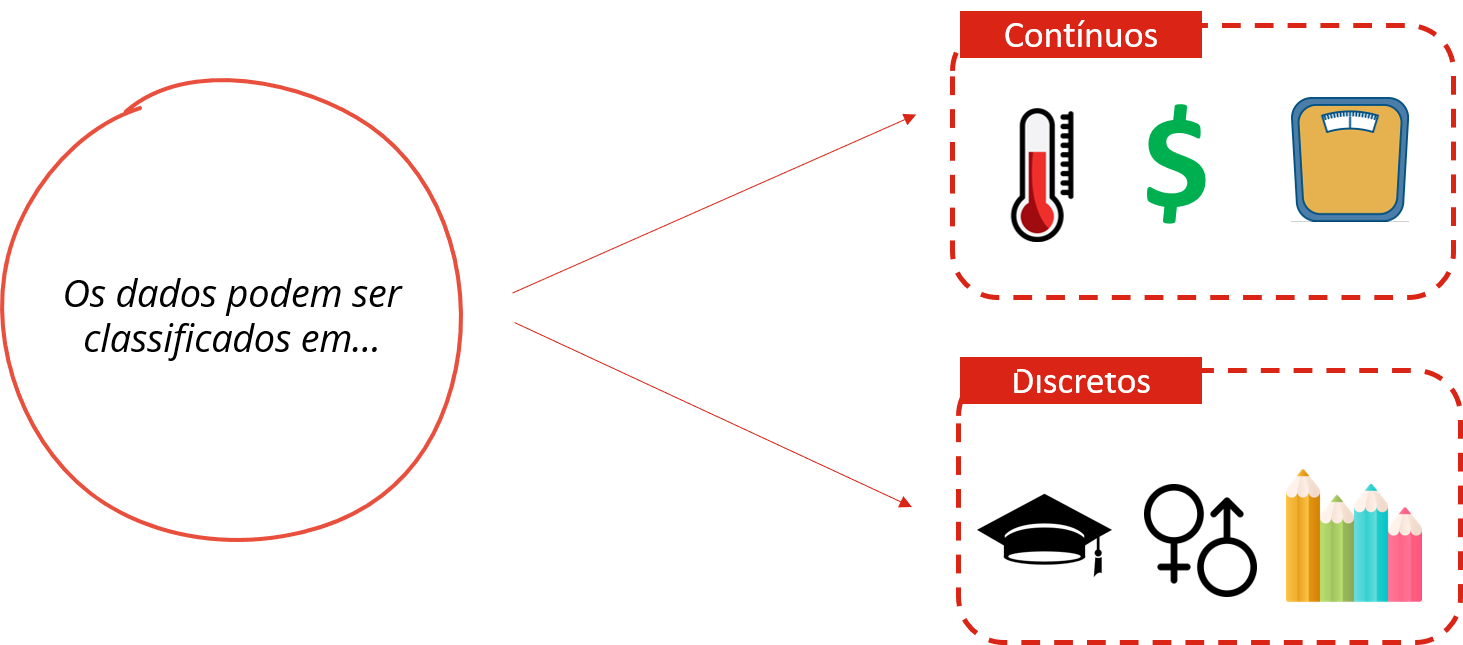 Contínuos
Os dados podem ser
classificados em...
Discretos
$